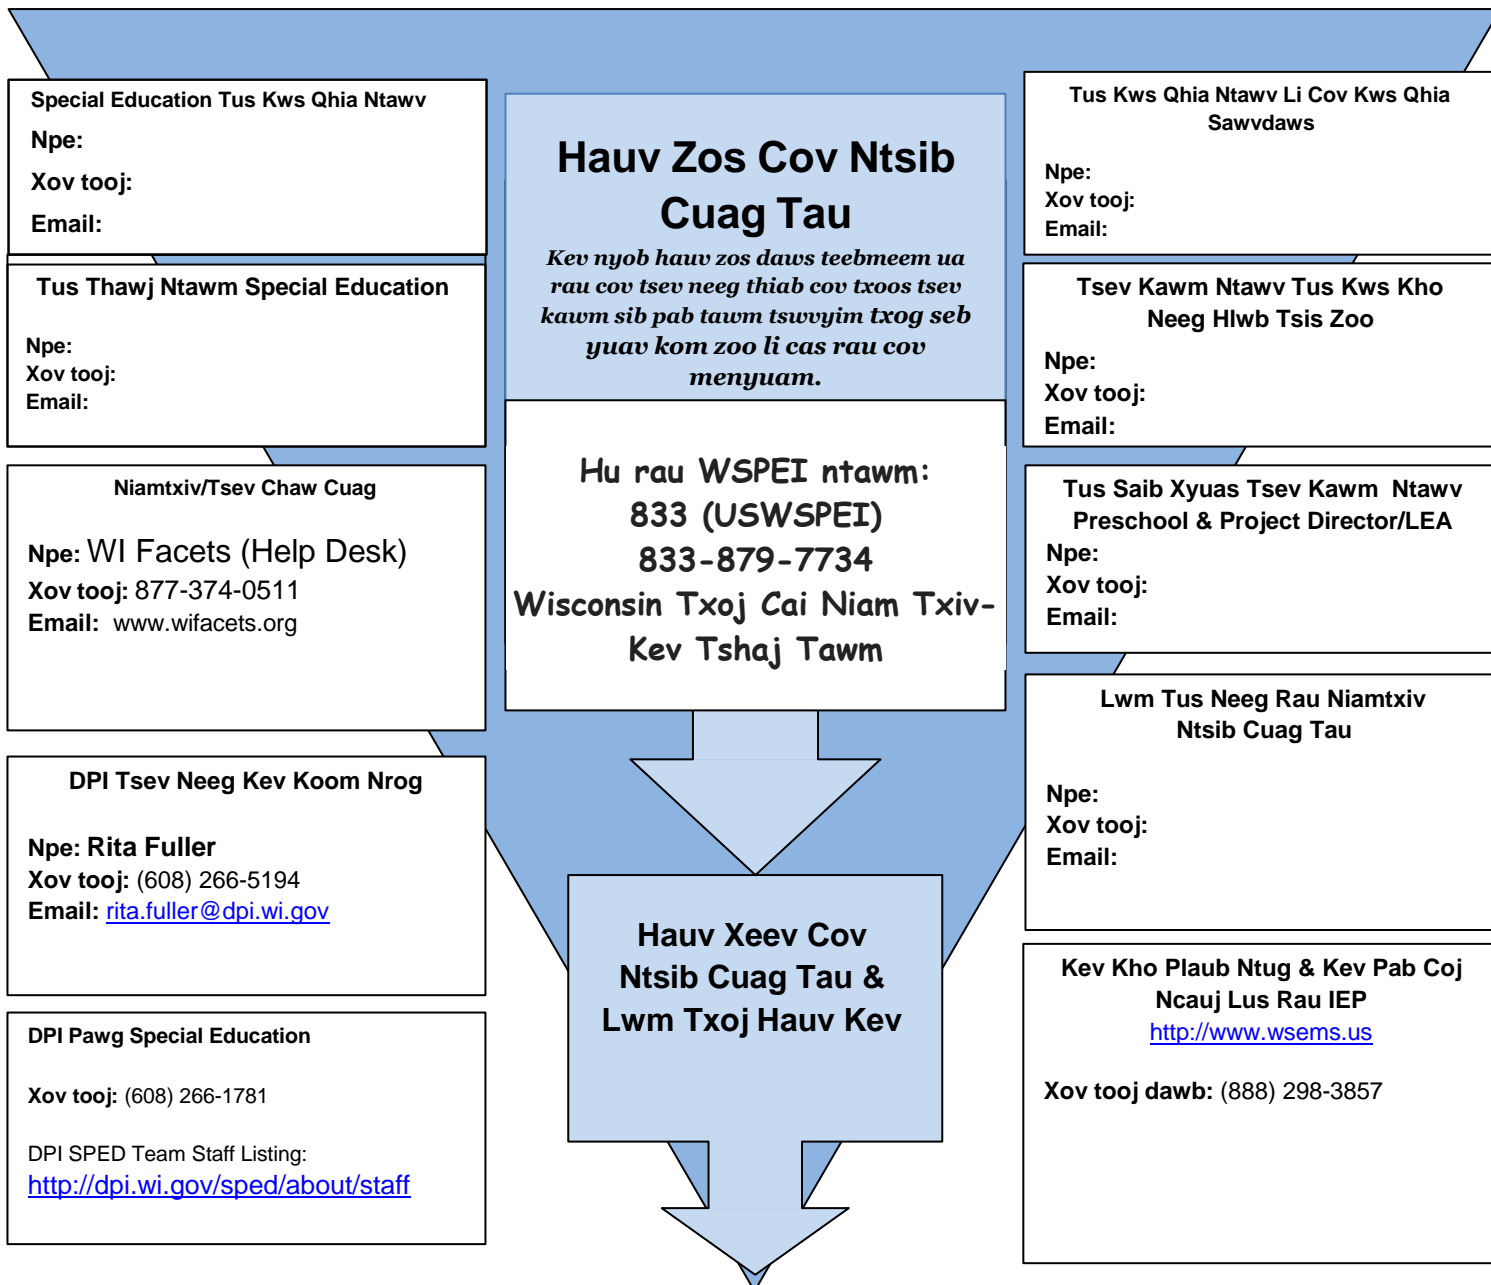 Special Education Tus Kws Qhia Ntawv
Npe:
Xov tooj:
Email:
Tus Thawj Ntawm Special Education
Npe:
Xov tooj:
Email:
Niamtxiv/Tsev Chaw Cuag
Npe: WI Facets (Help Desk)
Xov tooj: 877-374-0511
Email: www.wifacets.org
DPI Tsev Neeg Kev Koom Nrog
Npe: Rita Fuller
Xov tooj: (608) 266-5194
Email: rita.fuller@dpi.wi.gov
DPI Pawg Special Education
Xov tooj: (608) 266-1781
DPI SPED Team Staff Listing:
http://dpi.wi.gov/sped/about/staff
Hauv Zos Cov Ntsib
Cuag Tau
Kev nyob hauv zos daws teebmeem ua
rau cov tsev neeg thiab cov txoos tsev
kawm sib pab tawm tswvyim txog seb
yuav kom zoo li cas rau cov
menyuam.
Hu rau WSPEI ntawm:
833 (USWSPEI)
833-879-7734
Wisconsin Txoj Cai Niam Txiv-
Kev Tshaj Tawm
Hauv Xeev Cov
Ntsib Cuag Tau &
Lwm Txoj Hauv Kev
Tus Kws Qhia Ntawv Li Cov Kws Qhia
Sawvdaws
Npe:
Xov tooj:
Email:
Tsev Kawm Ntawv Tus Kws Kho
Neeg Hlwb Tsis Zoo
Npe:
Xov tooj:
Email:
Tus Saib Xyuas Tsev Kawm Ntawv
Preschool & Project Director/LEA
Npe:
Xov tooj:
Email:
Lwm Tus Neeg Rau Niamtxiv
Ntsib Cuag Tau
Npe:
Xov tooj:
Email:
Kev Kho Plaub Ntug & Kev Pab Coj
Ncauj Lus Rau IEP
http://www.wsems.us
Xov tooj dawb: (888) 298-3857